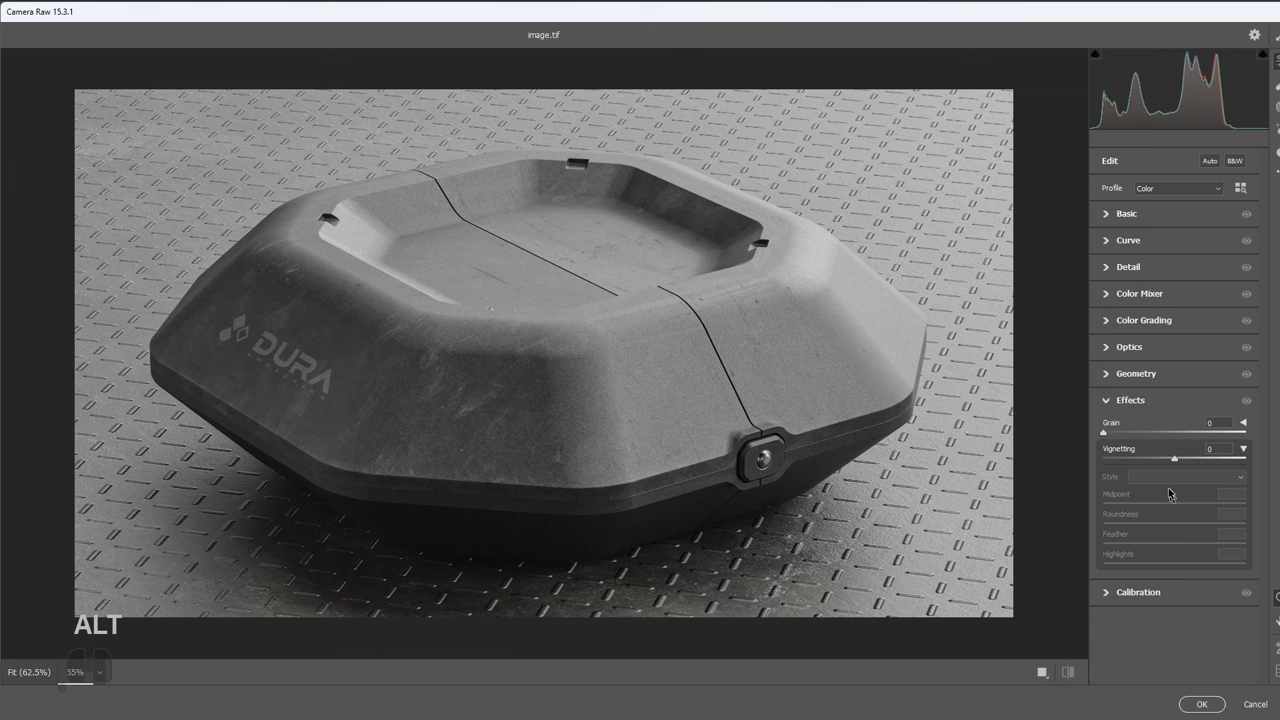 Camera Raw 15.3.1
image.tif
Edit
Auto
B&W
Profile
Color
Basic
Curve
Detail
Color Mixer
Color Grading
Optics
Geometry
Effects
Grain
0
Vignetting
0
Style
Midpoint
Roundness
Feather
Highlights
Calibration
DURA
ALT
Fit (62.5%)
55%
OK
Cancel